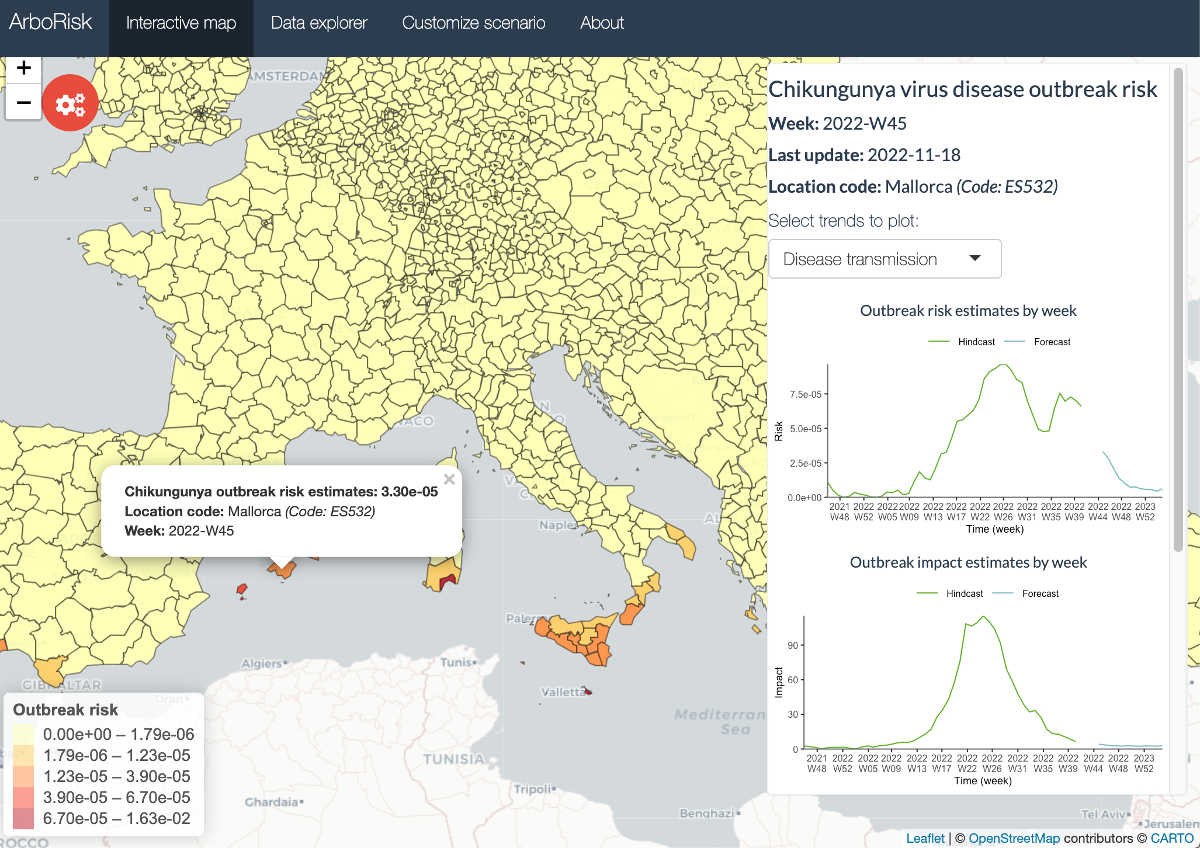 ArboRisk
Interactive map
Data explorer
Customize scenario
About
+
−
AMSTERDAM
ACO
Naples
Palermo
Algiers
Tunis
GIBRALTAR
Oran
Valletta
Mediterran
Sea
TUNISIA
Tripoli
Ghardaia
Benghazi
Tel Aviv
Jerusalem
ROCCO
Chikungunya outbreak risk estimates: 3.30e-05
Location code: Mallorca (Code: ES532)
Week: 2022-W45
×
Outbreak risk
0.00e+00 – 1.79e-06
1.79e-06 – 1.23e-05
1.23e-05 – 3.90e-05
3.90e-05 – 6.70e-05
6.70e-05 – 1.63e-02
Chikungunya virus disease outbreak risk
Week: 2022-W45
Last update: 2022-11-18
Location code: Mallorca (Code: ES532)
Select trends to plot:
Disease transmission
Outbreak risk estimates by week
Hindcast Forecast
Risk
7.5e-05
5.0e-05
2.5e-05
0.0e+00
2021 2022 2022 2022 2022 2022 2022 2022 2022 2022 2022 2022 2022 2022
W48 W52 W05 W09 W13 W17 W22 W26 W31 W35 W39 W44 W48 W52
Time (week)
Outbreak impact estimates by week
Hindcast Forecast
Impact
90
60
30
0
2021 2022 2022 2022 2022 2022 2022 2022 2022 2022 2022 2022 2022 2023
W48 W52 W05 W09 W13 W17 W22 W26 W31 W35 W39 W44 W48 W52
Time (week)
Leaflet | © OpenStreetMap contributors © CARTO